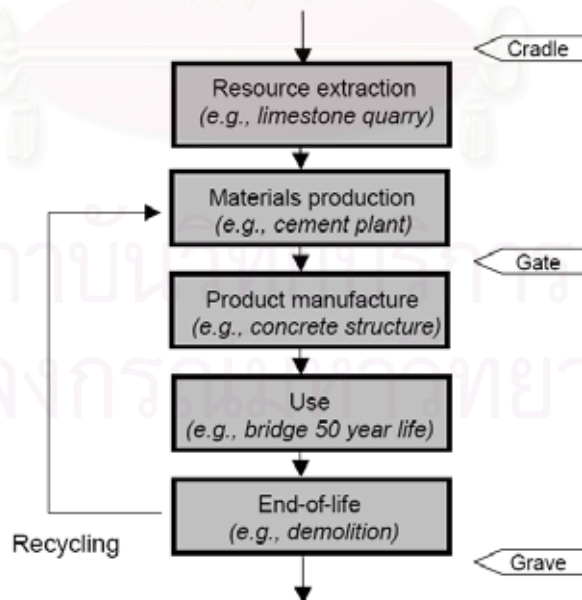 Cradle
Resource extraction
(e.g., limestone quarry)
Materials production
(e.g., cement plant)
Gate
Product manufacture
(e.g., concrete structure)
Use
(e.g., bridge 50 year life)
End-of-life
(e.g., demolition)
Recycling
Grave